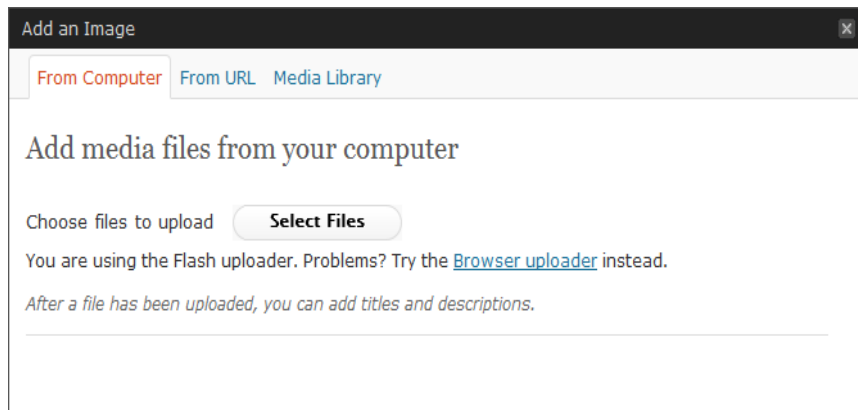 Add an Image
From Computer From URL Media Library
Add media files from your computer
Choose files to upload Select Files
You are using the Flash uploader. Problems? Try the Browser uploader instead.
After a file has been uploaded, you can add titles and descriptions.